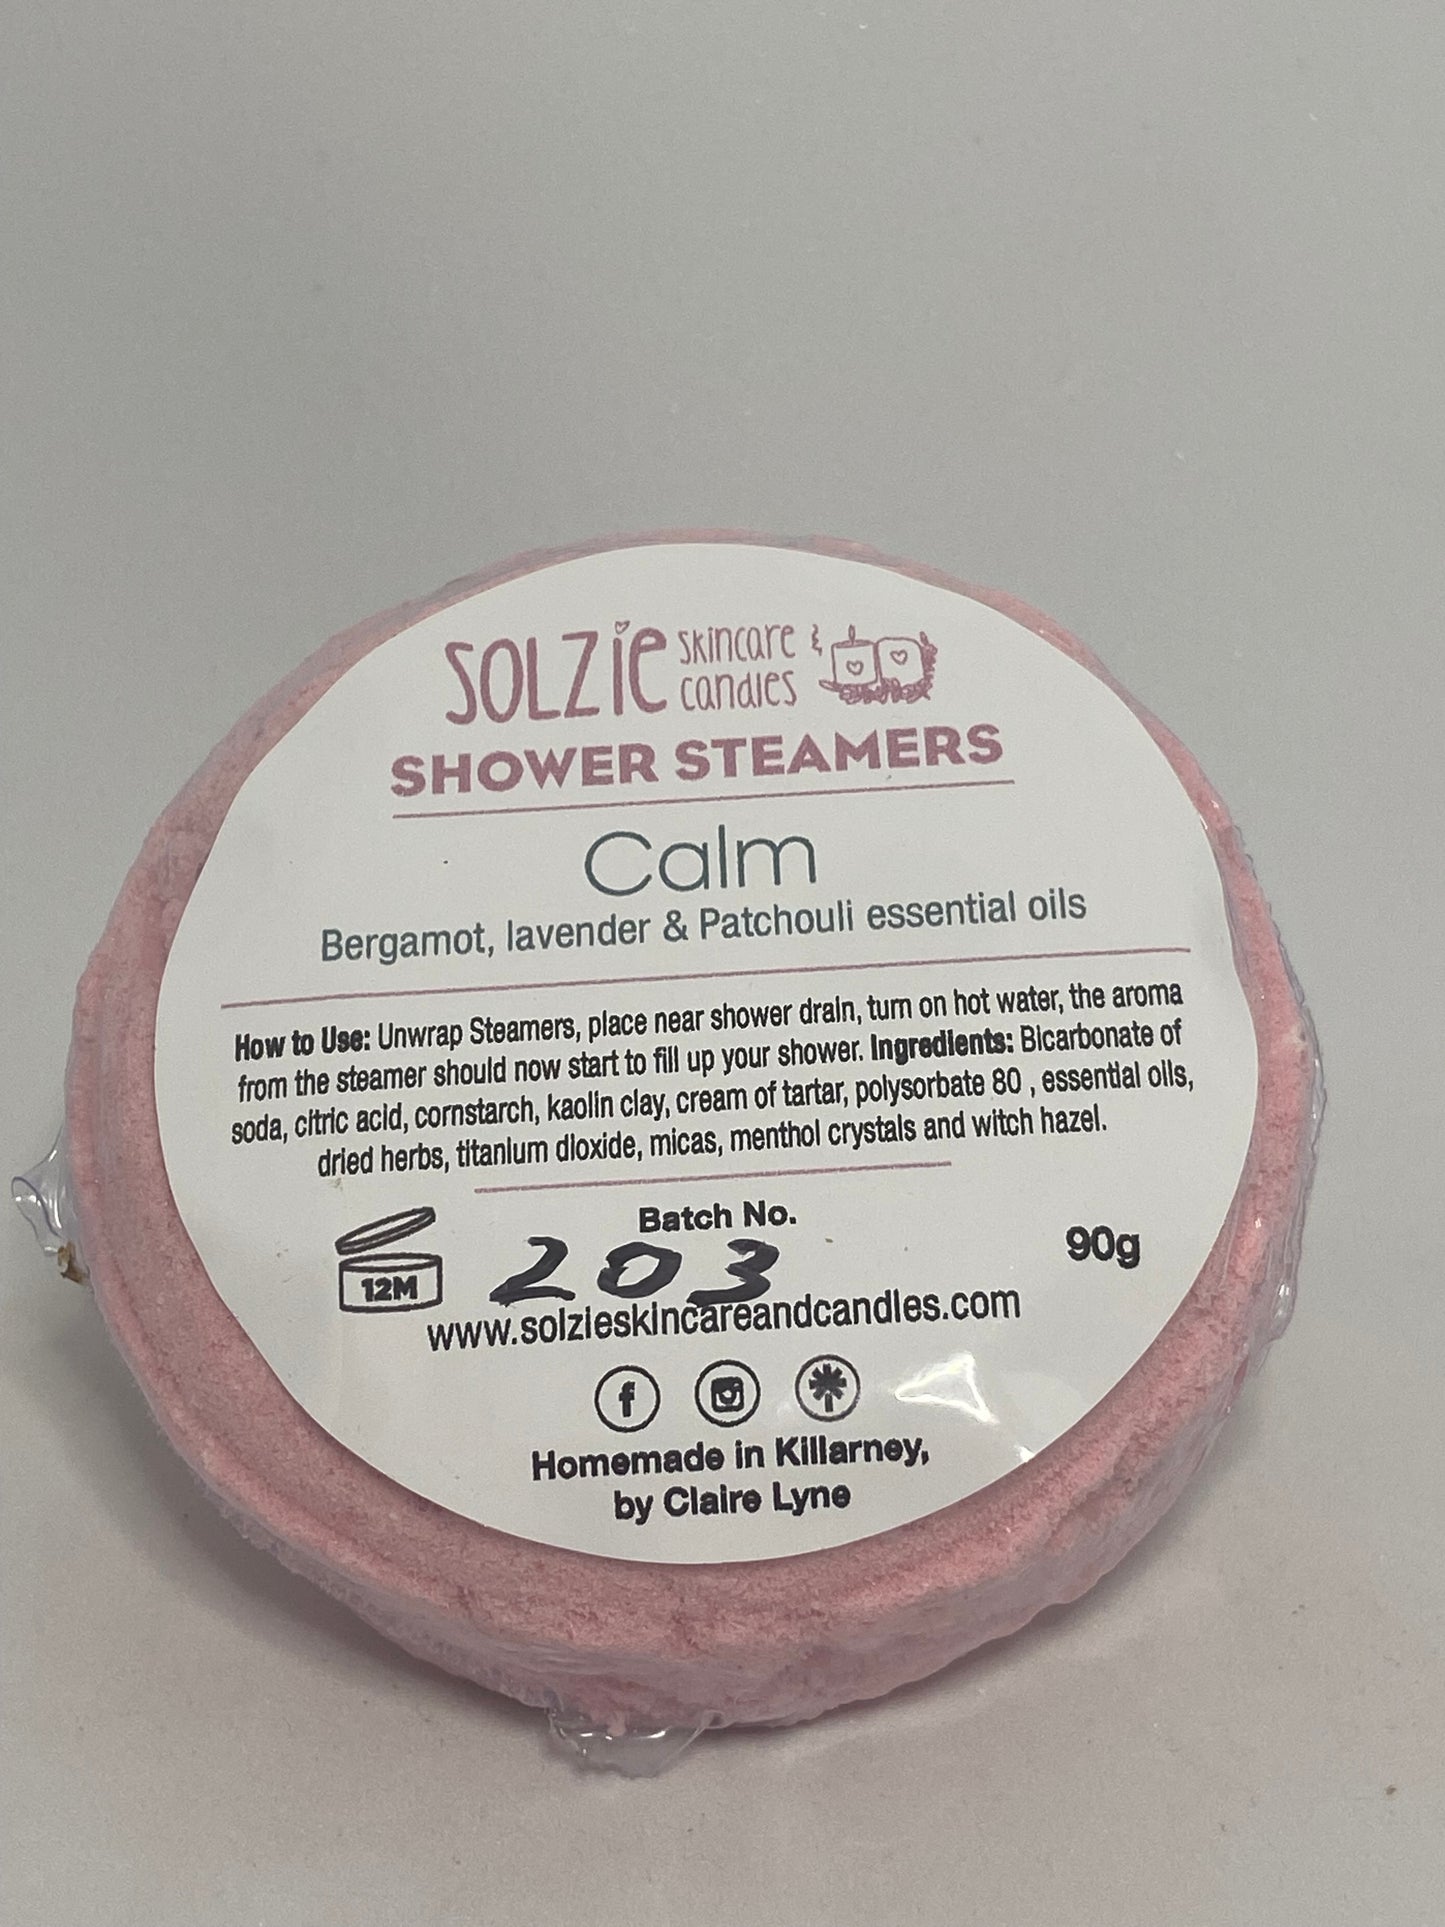 SOLZiE skincare &
candles
SHOWER STEAMERS
Calm
Bergamot, lavender & Patchouli essential oils
How to Use: Unwrap Steamers, place near shower drain, turn on hot water, the aroma
from the steamer should now start to fill up your shower. Ingredients: Bicarbonate of
soda, citric acid, cornstarch, kaolin clay, cream of tartar, polysorbate 80 , essential oils,
dried herbs, titanium dioxide, micas, menthol crystals and witch hazel.
Batch No.
12M
203
90g
www.solzieskincareandcandles.com
Homemade in Killarney,
by Claire Lyne